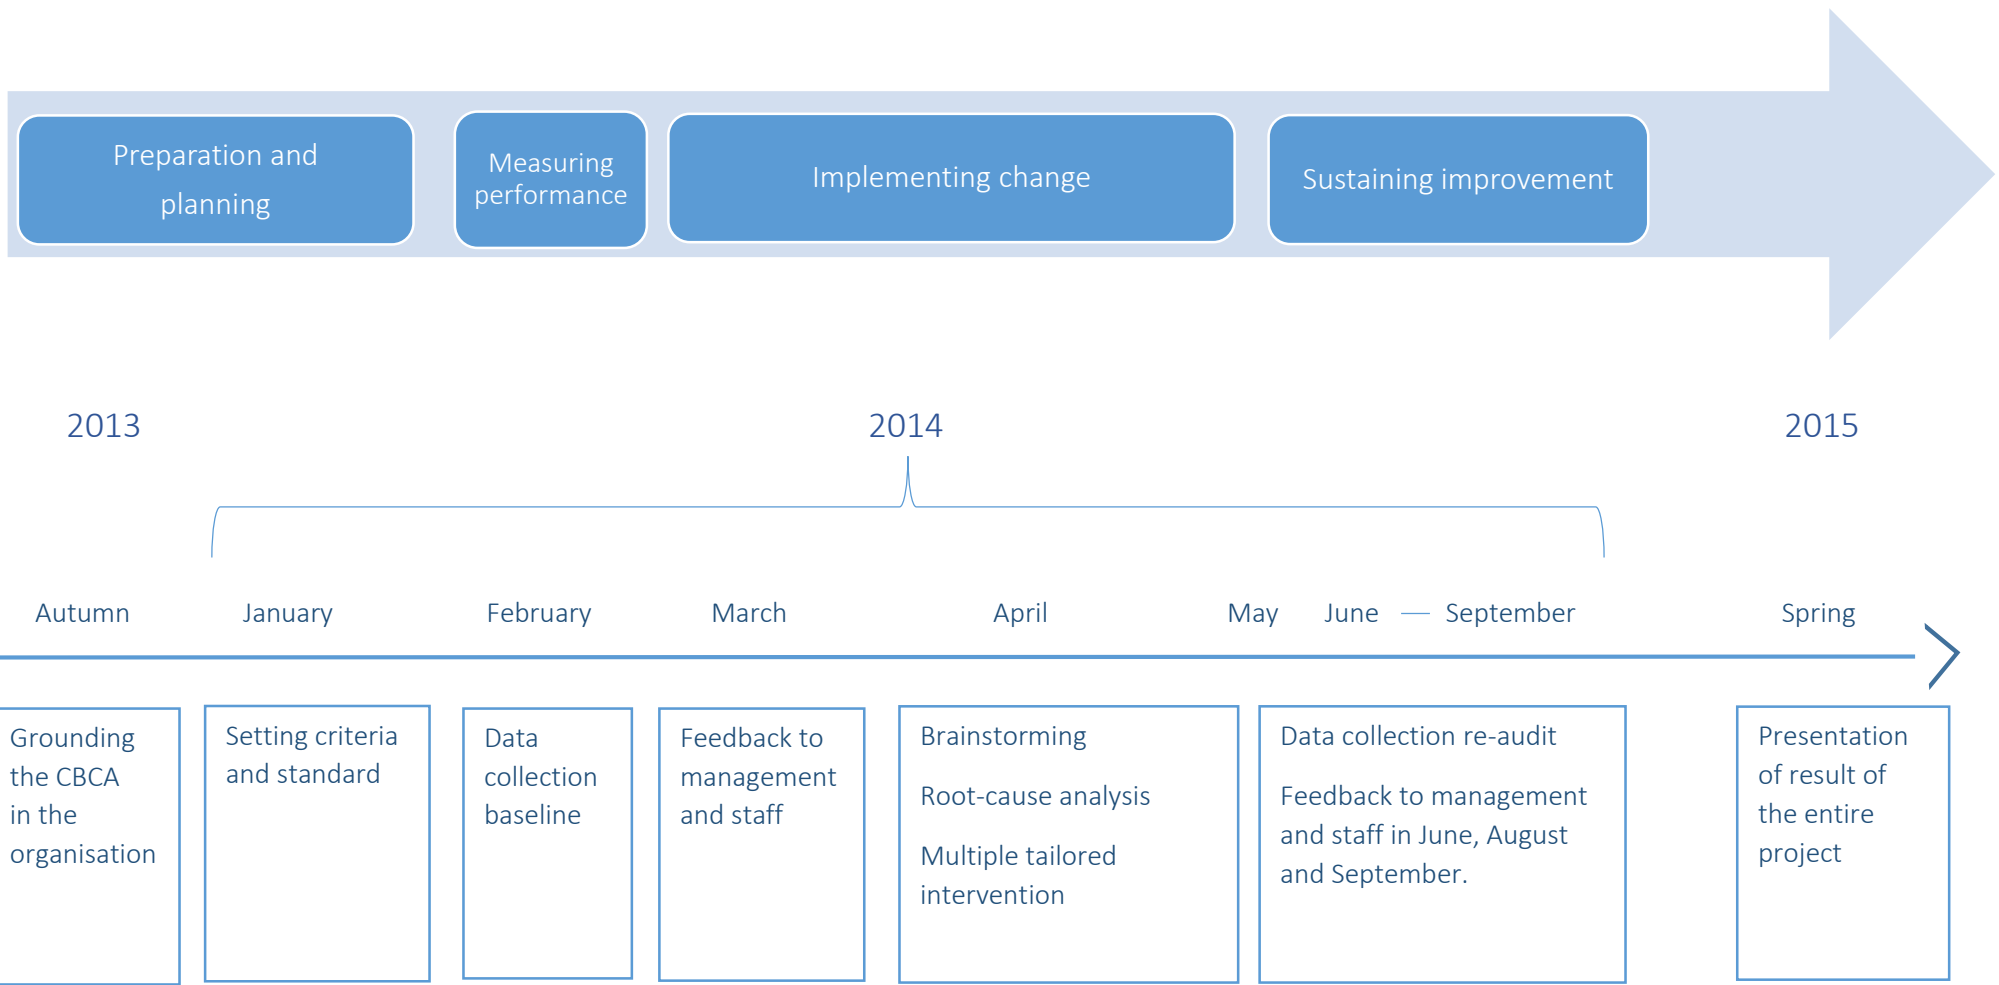 Preparation and
planning
Measuring
performance
Implementing change
Sustaining improvement
2013
2014
2015
Autumn
January
February
March
April
May
June — September
Spring
Grounding
the CBCA
in the
organisation
Setting criteria
and standard
Data
collection
baseline
Feedback to
management
and staff
Brainstorming
Root-cause analysis
Multiple tailored
intervention
Data collection re-audit
Feedback to management
and staff in June, August
and September.
Presentation
of result of
the entire
project